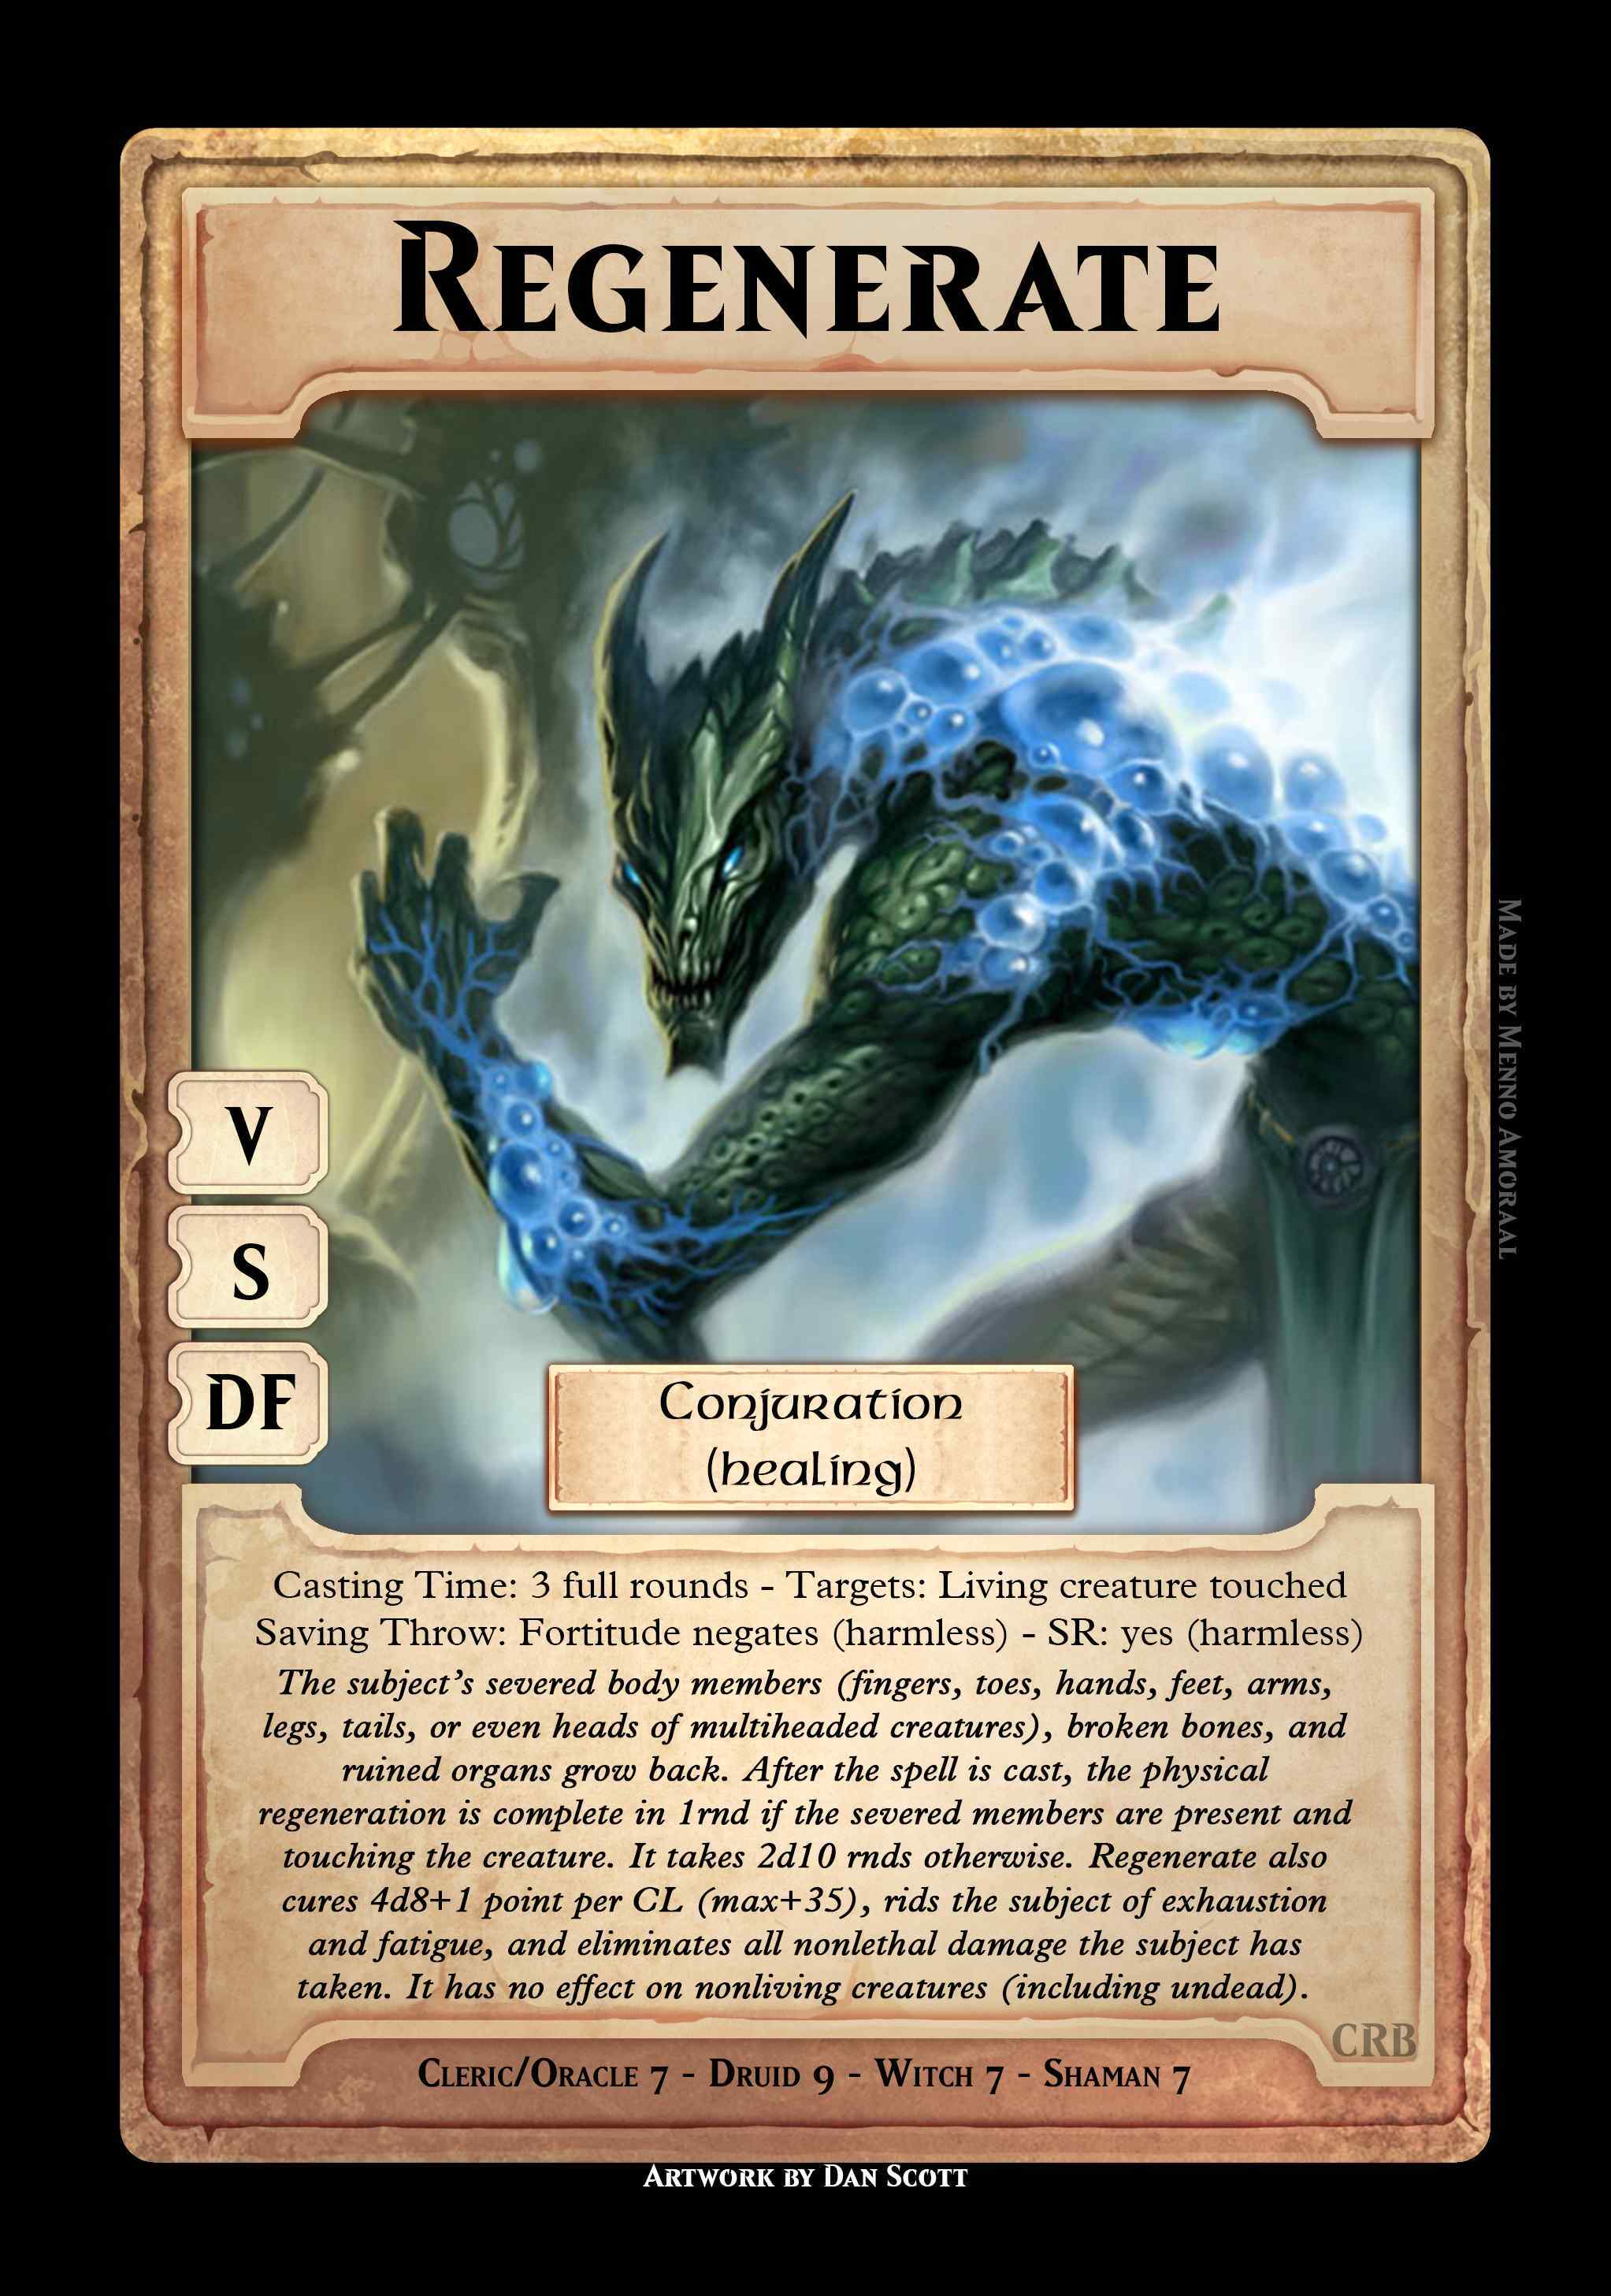 Regenerate
V
S
DF
Conjuration
(healing)
Casting Time: 3 full rounds - Targets: Living creature touched
Saving Throw: Fortitude negates (harmless) - SR: yes (harmless)
The subject's severed body members (fingers, toes, hands, feet, arms,
legs, tails, or even heads of multiheaded creatures), broken bones, and
ruined organs grow back. After the spell is cast, the physical
regeneration is complete in 1rnd if the severed members are present and
touching the creature. It takes 2d10 rnds otherwise. Regenerate also
cures 4d8+1 point per CL (max+35), rids the subject of exhaustion
and fatigue, and eliminates all nonlethal damage the subject has
taken. It has no effect on nonliving creatures (including undead).
CRB
Cleric/Oracle 7 - Druid 9 - Witch 7 - Shaman 7
Artwork by Dan Scott
Made by Menno Amoraal